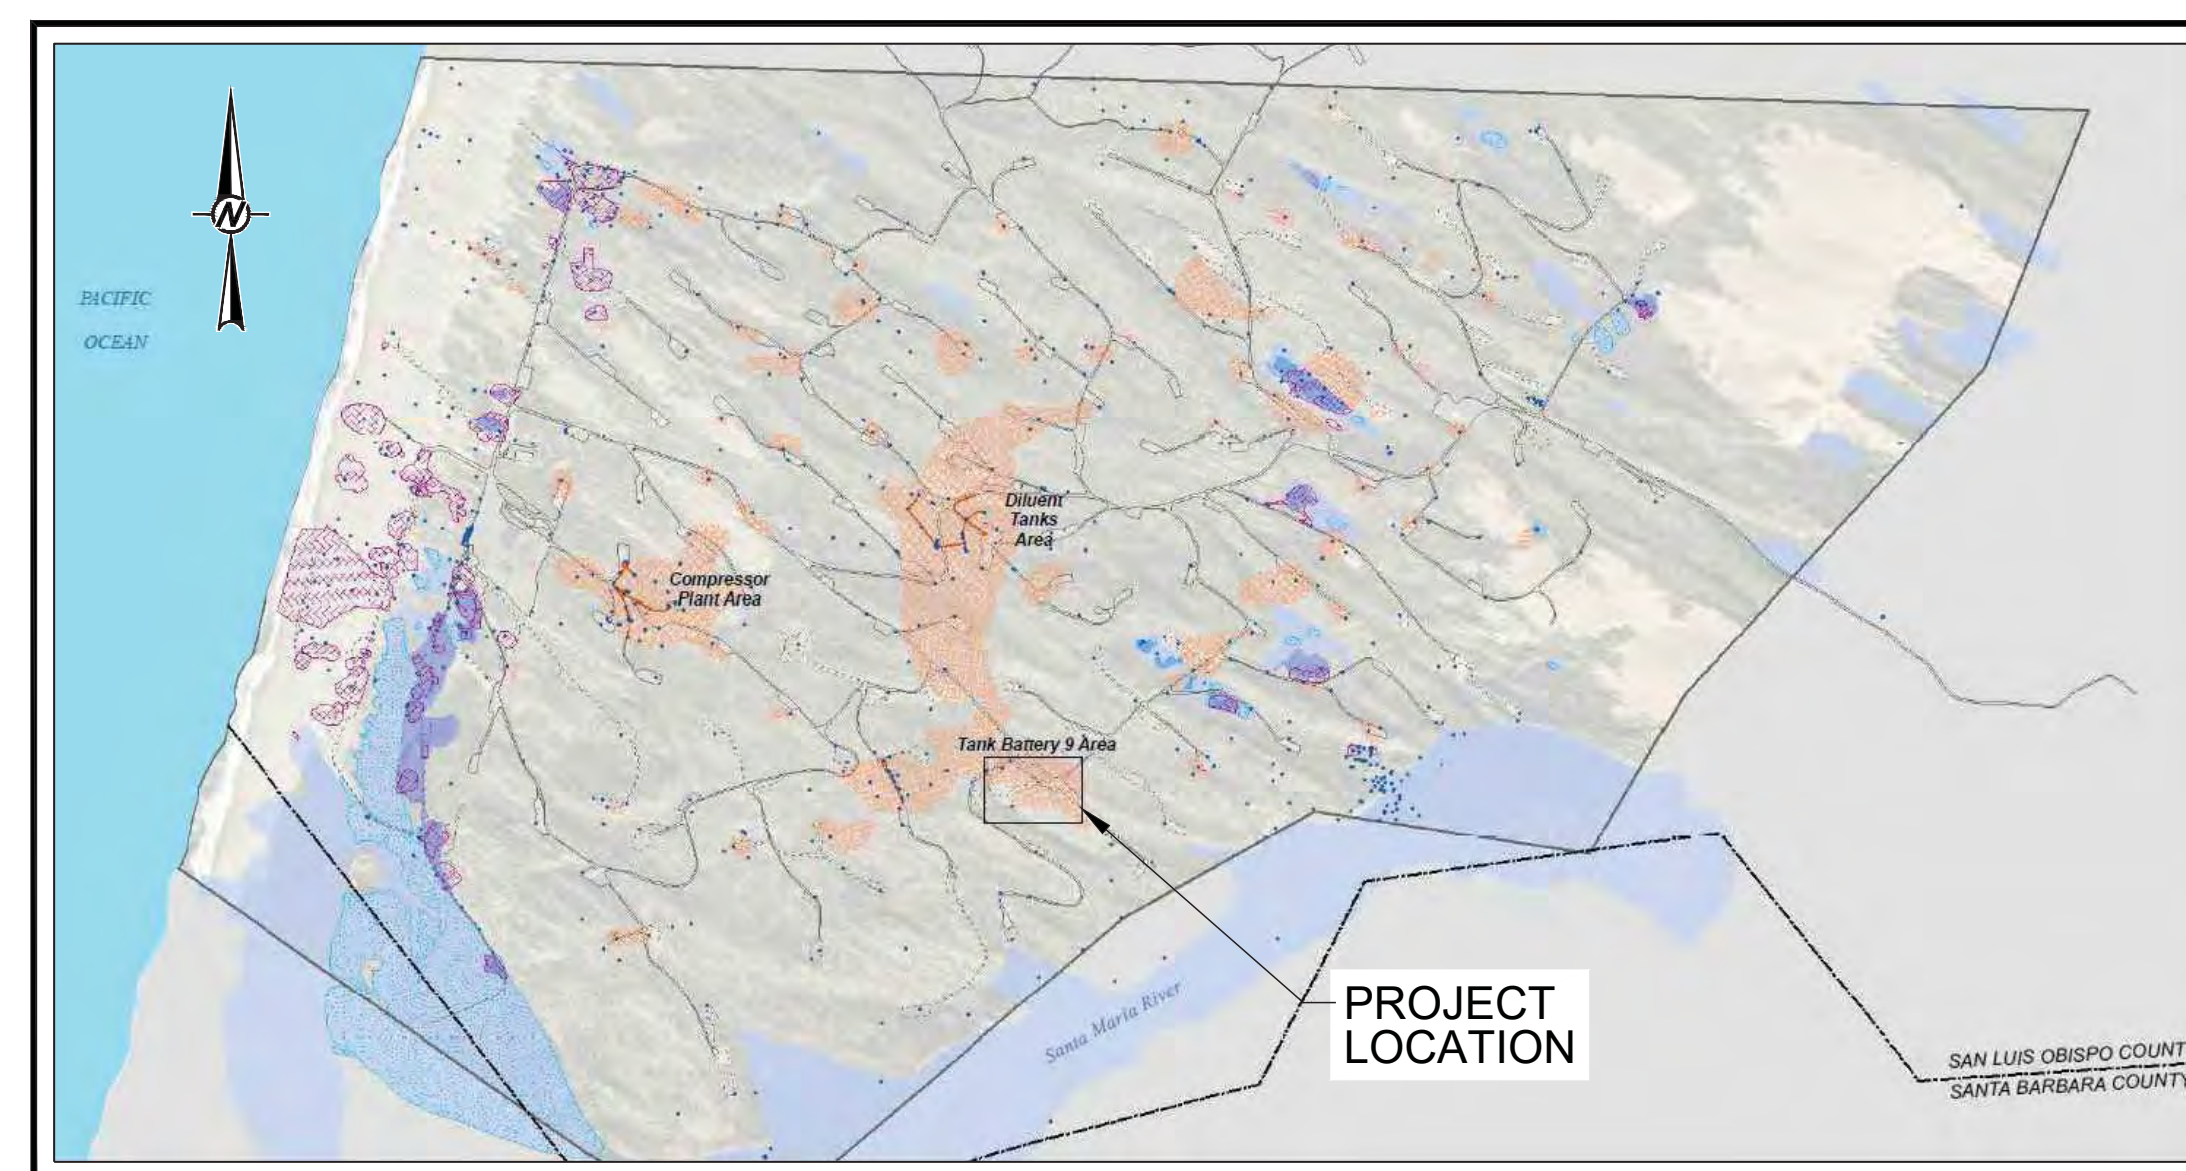 N
PACIFIC
OCEAN
Diluent
Tanks
Area
Compressor
Plant Area
Tank Battery 9 Area
Santa Maria River
PROJECT
LOCATION
SAN LUIS OBISPO COUNT
SANTA BARBARA COUNTY